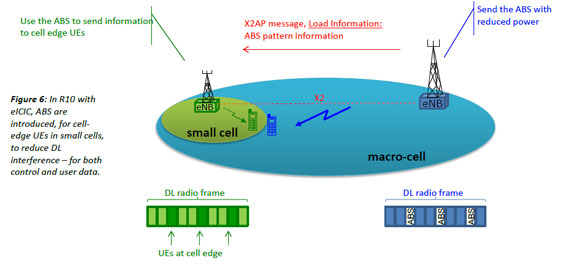 Use the ABS to send information
to cell edge UEs
X2AP message, Load Information:
ABS pattern information
Send the ABS with
reduced power
Figure 6: In R10 with
eICIC, ABS are
introduced, for cell-
edge UEs in small cells,
to reduce DL
interference – for both
control and user data.
eNB
X2
eNB
small cell
macro-cell
DL radio frame
DL radio frame
ABS
ABS
ABS
UEs at cell edge